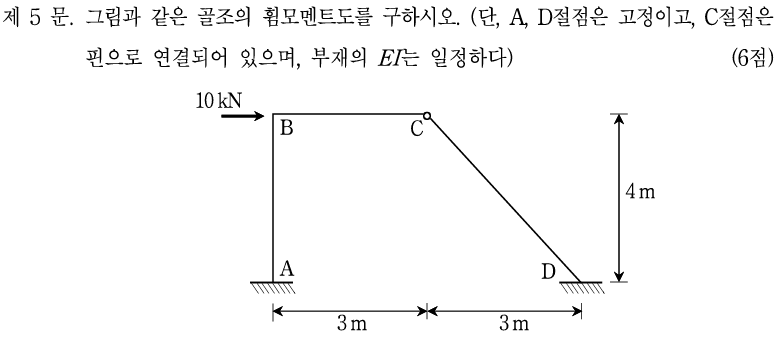 제 5 문. 그림과 같은 골조의 휨모멘트도를 구하시오. (단, A, D절점은 고정이고, C절점은
핀으로 연결되어 있으며, 부재의 EI는 일정하다) (6점)
10 kN
B
C
4 m
A
D
3 m
3 m